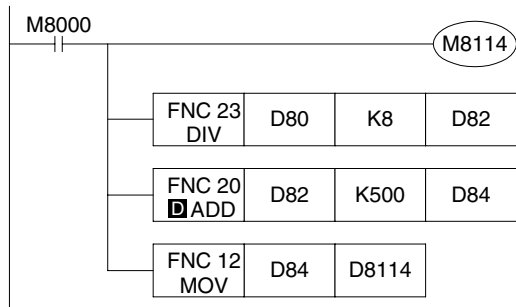 M8000
M8114
FNC 23 D80 K8 D82
DIV
FNC 20 D82 K500 D84
D ADD
FNC 12 D84 D8114
MOV